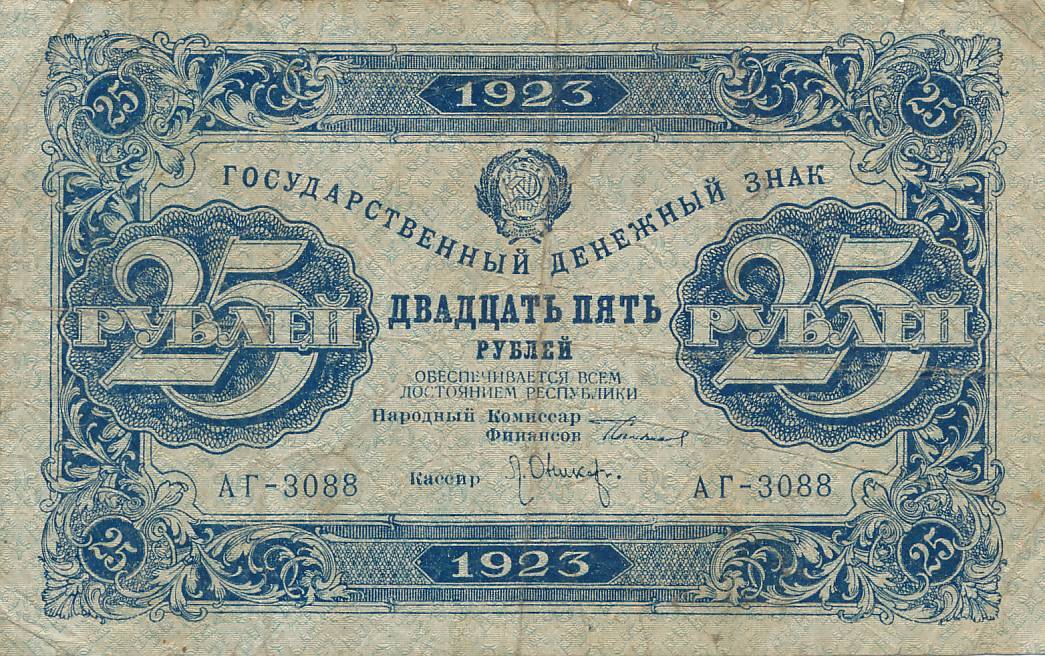 1923
25
25
ГОСУДАРСТВЕННЫЙ ДЕНЕЖНЫЙ ЗНАК
25 РУБЛЕЙ
25 РУБЛЕЙ
ДВАДЦАТЬ ПЯТЬ
РУБЛЕЙ
ОБЕСПЕЧИВАЕТСЯ ВСЕМ
ДОСТОЯНИЕМ РЕСПУБЛИКИ
Народный Комиссар
Финансов
АГ-3088
Кассир
АГ-3088
25
25
1923